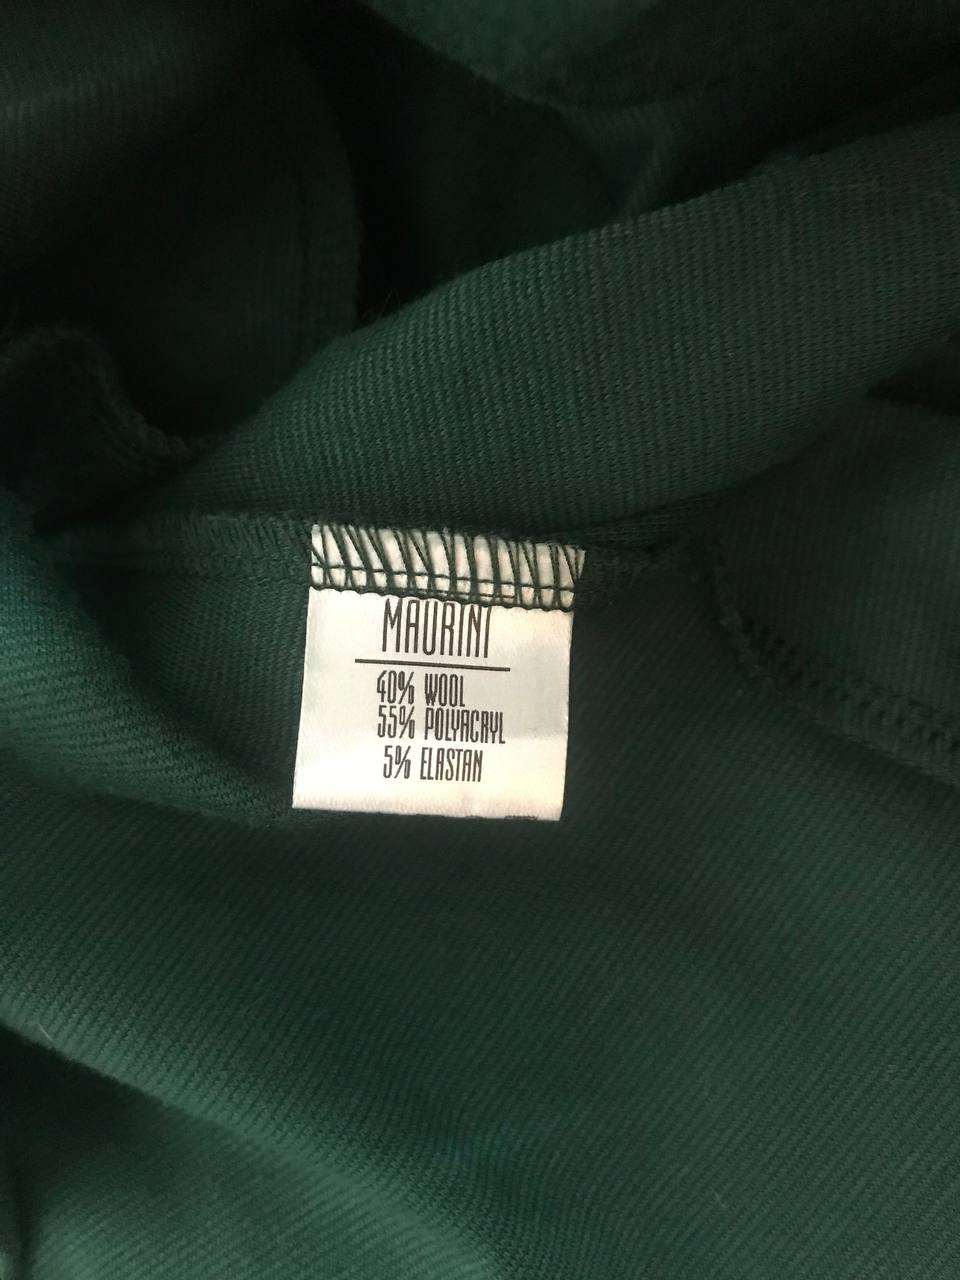 MAURINI
40% WOOL
55% POLYACRYL
5% ELASTAN